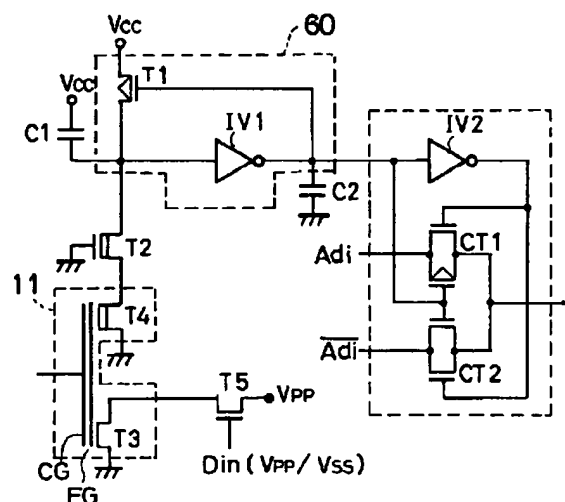 60
Vcc
Vcc
T1
C1
IV1
C2
IV2
T2
Adi
CT1
11
T4
A̅d̅i̅
CT2
T5
VPP
T3
CG
FG
Din (VPP / VSS)